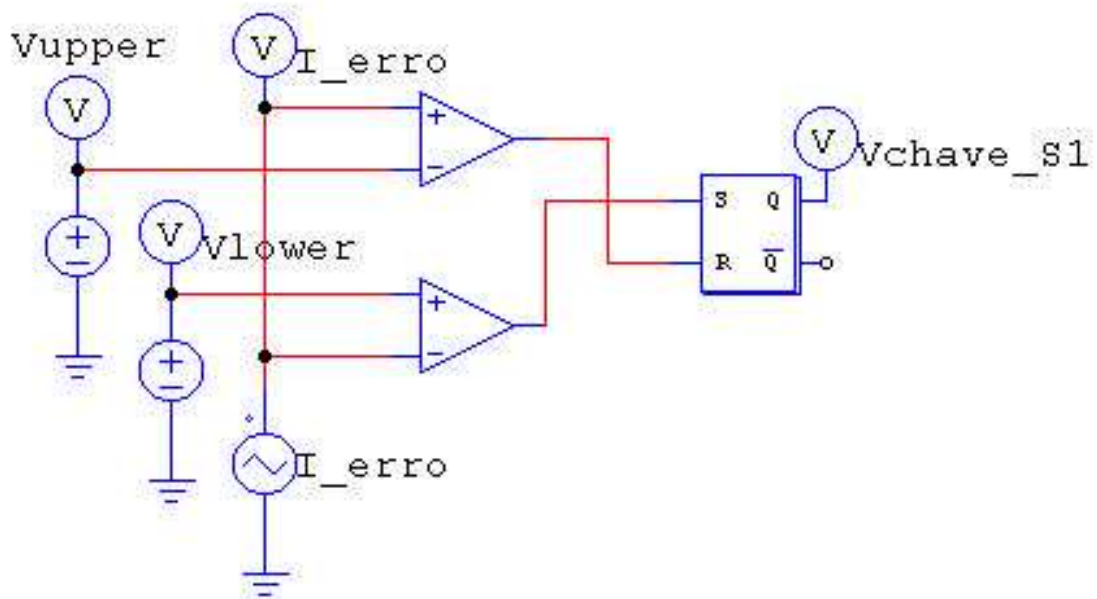 Vupper
V
I_erro
V
+
−
V
Vchave_S1
V
Vlower
+
−
S
Q
R
Q̅
+
−
+
−
I_erro